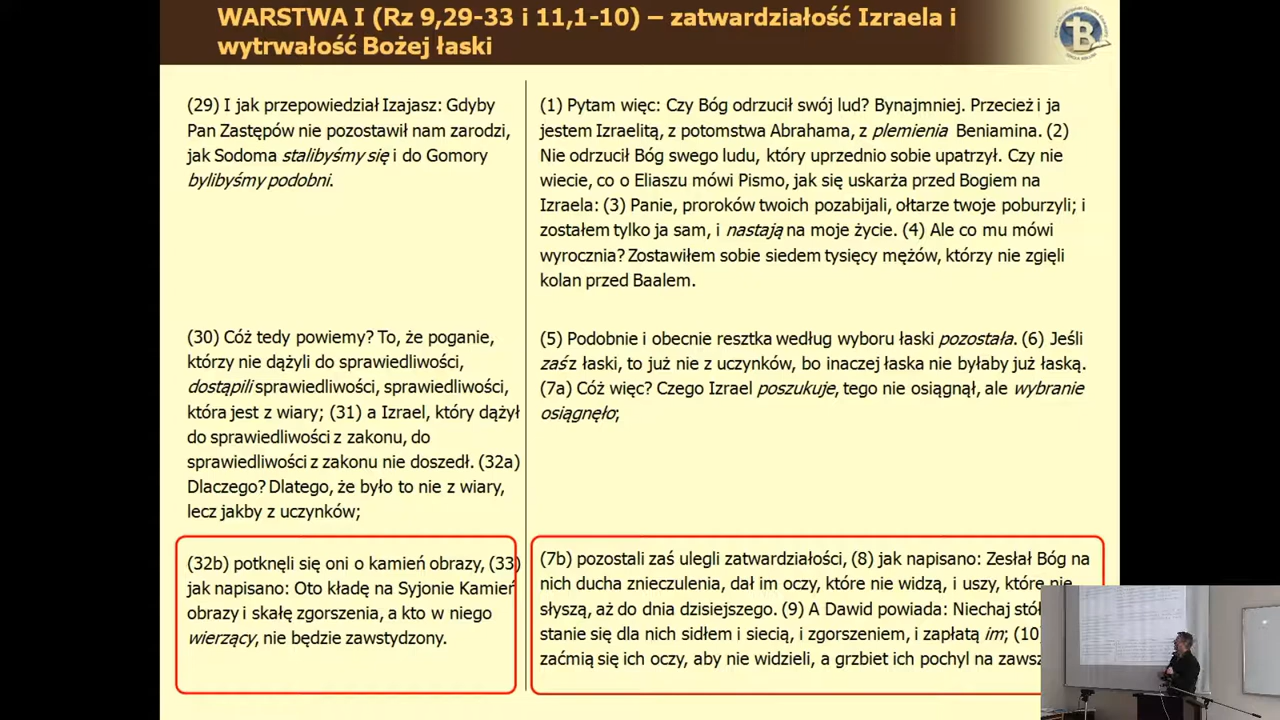 WARSTWA I (Rz 9,29-33 i 11,1-10) – zatwardziałość Izraela i
wytrwałość Bożej łaski
(29) I jak przepowiedział Izajasz: Gdyby
Pan Zastępów nie pozostawił nam zarodzi,
jak Sodoma stalibyśmy się i do Gomory
bylibyśmy podobni.
(30) Cóż tedy powiemy? To, że poganie,
którzy nie dążyli do sprawiedliwości,
dostąpili sprawiedliwości, sprawiedliwości,
która jest z wiary; (31) a Izrael, który dążył
do sprawiedliwości z zakonu, do
sprawiedliwości z zakonu nie doszedł. (32a)
Dlaczego? Dlatego, że było to nie z wiary,
lecz jakby z uczynków;
(32b) potknęli się oni o kamień obrazy, (33)
jak napisano: Oto kładę na Syjonie Kamień
obrazy i skałę zgorszenia, a kto w niego
wierzący, nie będzie zawstydzony.
(1) Pytam więc: Czy Bóg odrzucił swój lud? Bynajmniej. Przecież i ja
jestem Izraelitą, z potomstwa Abrahama, z plemienia Beniamina. (2)
Nie odrzucił Bóg swego ludu, który uprzednio sobie upatrzył. Czy nie
wiecie, co o Eliaszu mówi Pismo, jak się uskarża przed Bogiem na
Izraela: (3) Panie, proroków twoich pozabijali, ołtarze twoje poburzyli; i
zostałem tylko ja sam, i nastają na moje życie. (4) Ale co mu mówi
wyrocznia? Zostawiłem sobie siedem tysięcy mężów, którzy nie zgięli
kolan przed Baalem.
(5) Podobnie i obecnie resztka według wyboru łaski pozostała. (6) Jeśli
zaś z łaski, to już nie z uczynków, bo inaczej łaska nie byłaby już łaską.
(7a) Cóż więc? Czego Izrael poszukuje, tego nie osiągnął, ale wybranie
osiągnęło;
(7b) pozostali zaś ulegli zatwardziałości, (8) jak napisano: Zesłał Bóg na
nich ducha znieczulenia, dał im oczy, które nie widzą, i uszy, które nie
słyszą, aż do dnia dzisiejszego. (9) A Dawid powiada: Niechaj stół
stanie się dla nich sidłem i siecią, i zgorszeniem, i zapłatą im; (10
zaćmią się ich oczy, aby nie widzieli, a grzbiet ich pochyl na zawsz